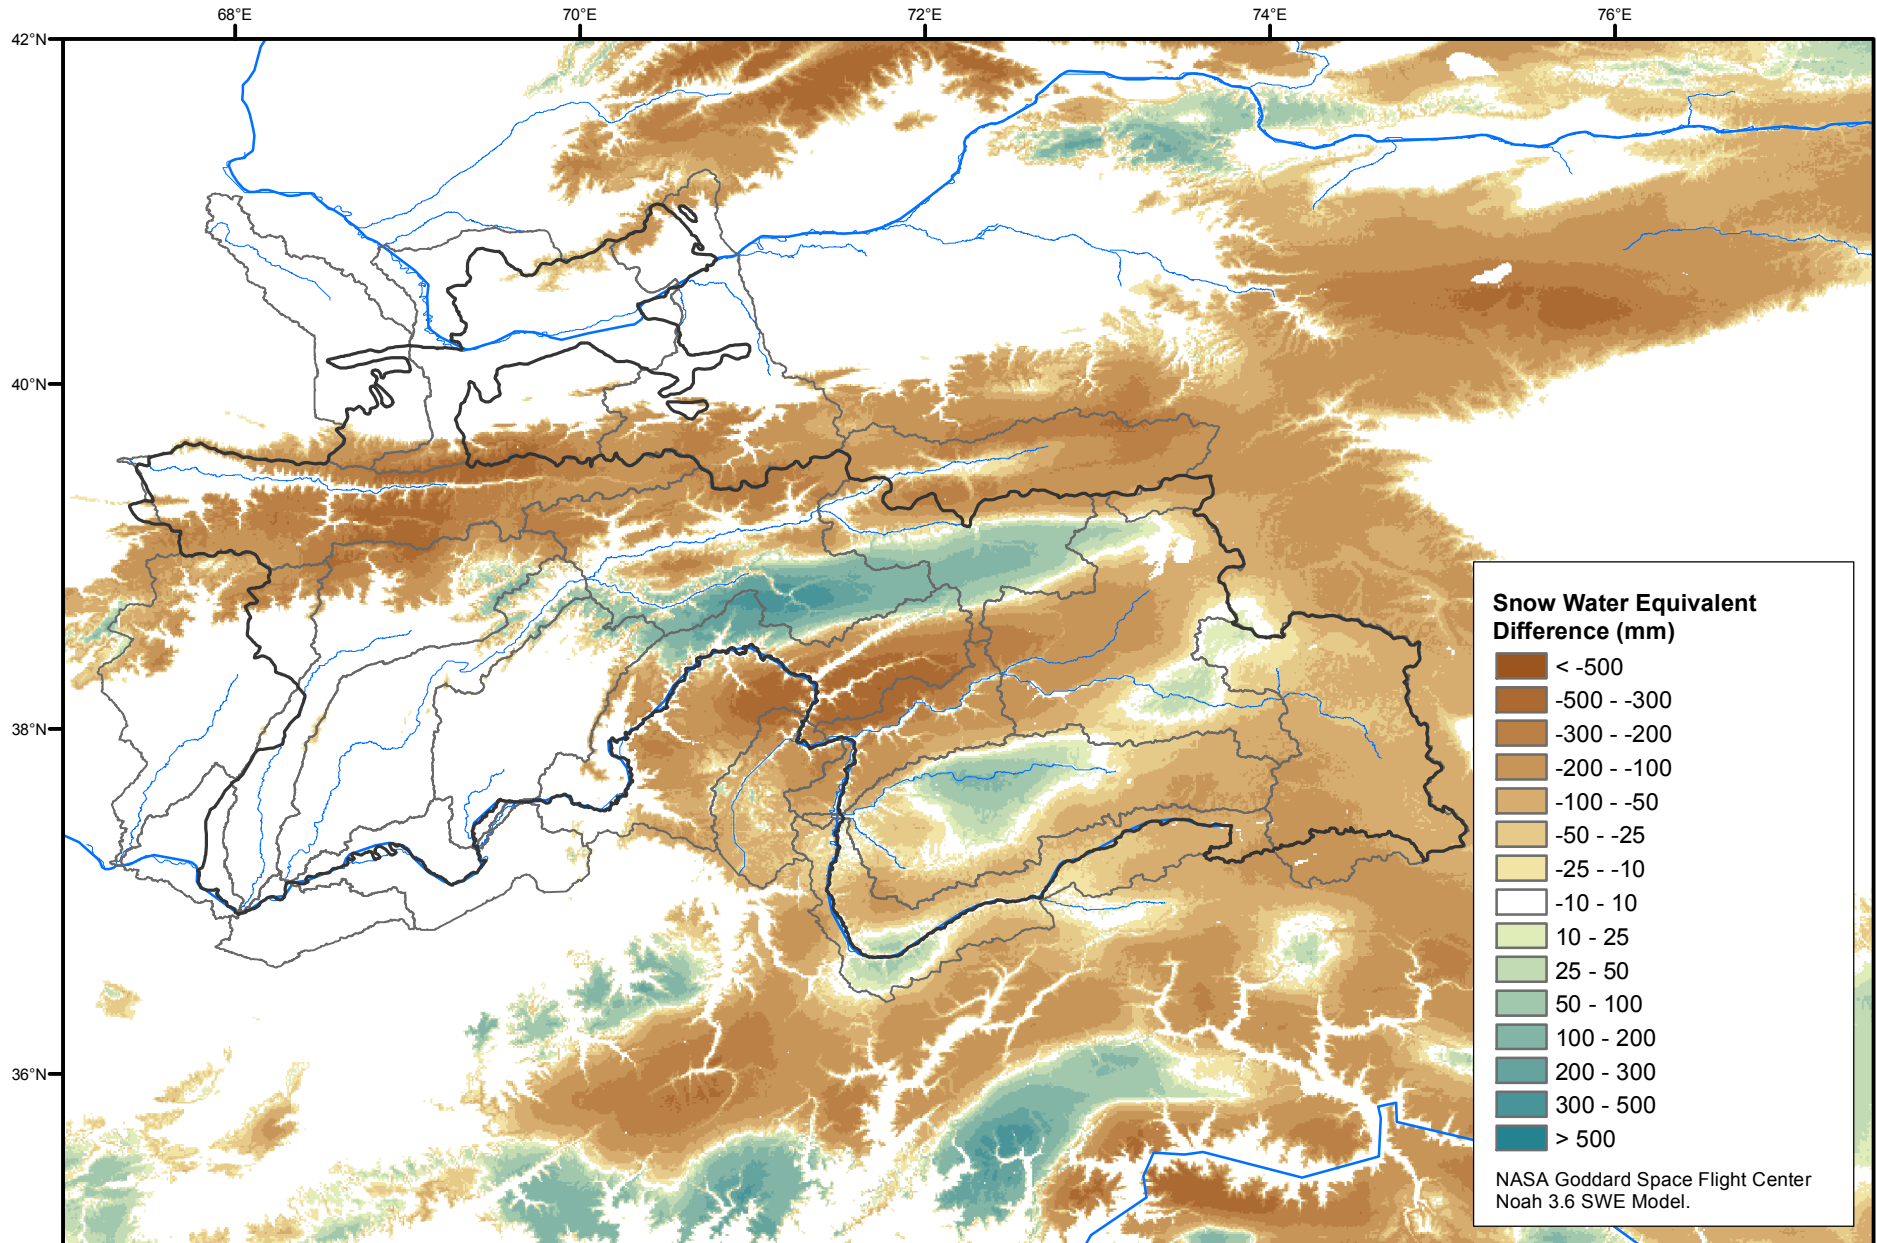 68°E
70°E
72°E
74°E
76°E
42°N
40°N
38°N
36°N
Snow Water Equivalent
Difference (mm)
< -500
-500 - -300
-300 - -200
-200 - -100
-100 - -50
-50 - -25
-25 - -10
-10 - 10
10 - 25
25 - 50
50 - 100
100 - 200
200 - 300
300 - 500
> 500
NASA Goddard Space Flight Center
Noah 3.6 SWE Model.